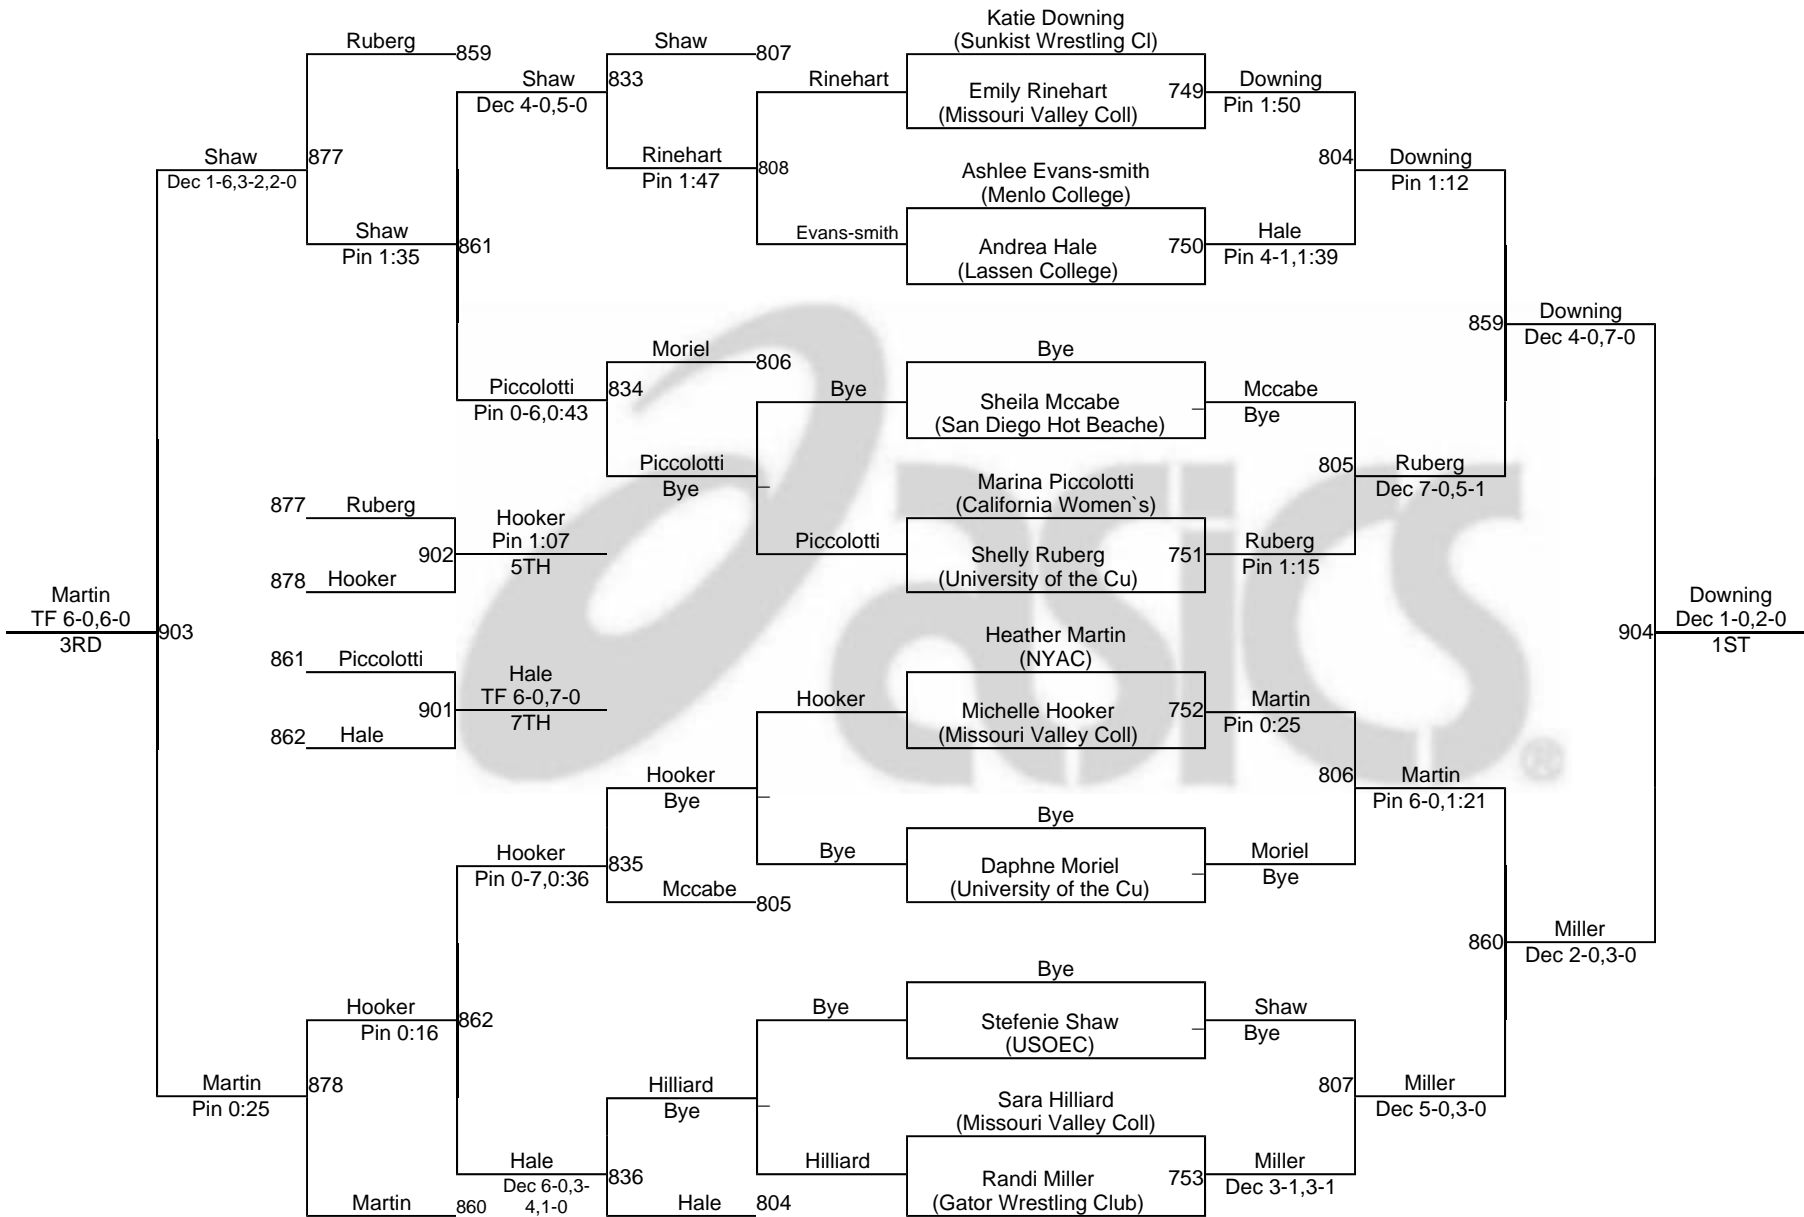 Katie Downing
(Sunkist Wrestling Cl)
Ruberg
859
Shaw
807
Shaw
833
Dec 4-0,5-0
Rinehart
Emily Rinehart
(Missouri Valley Coll)
749
Downing
Pin 1:50
Shaw
877
Dec 1-6,3-2,2-0
Rinehart
808
Pin 1:47
Ashlee Evans-smith
(Menlo College)
804
Downing
Pin 1:12
Shaw
861
Pin 1:35
Evans-smith
Andrea Hale
(Lassen College)
750
Hale
Pin 4-1,1:39
859
Downing
Dec 4-0,7-0
Moriel
806
Bye
Piccolotti
834
Pin 0-6,0:43
Bye
Sheila Mccabe
(San Diego Hot Beache)
Mccabe
Bye
Piccolotti
Bye
Marina Piccolotti
(California Women`s)
805
Ruberg
Dec 7-0,5-1
877
Ruberg
Hooker
Pin 1:07
902
5TH
878
Hooker
Piccolotti
Shelly Ruberg
(University of the Cu)
751
Ruberg
Pin 1:15
Martin
TF 6-0,6-0
903
3RD
Heather Martin
(NYAC)
904
Downing
Dec 1-0,2-0
1ST
861
Piccolotti
Hale
TF 6-0,7-0
901
7TH
862
Hale
Hooker
Michelle Hooker
(Missouri Valley Coll)
752
Martin
Pin 0:25
Hooker
Bye
806
Martin
Pin 6-0,1:21
Bye
Hooker
835
Pin 0-7,0:36
Bye
Daphne Moriel
(University of the Cu)
Moriel
Bye
Mccabe
805
860
Miller
Dec 2-0,3-0
Bye
Hooker
862
Pin 0:16
Bye
Stefenie Shaw
(USOEC)
Shaw
Bye
Martin
878
Pin 0:25
Hilliard
Bye
Sara Hilliard
(Missouri Valley Coll)
807
Miller
Dec 5-0,3-0
Hale
836
Dec 6-0,3-
4,1-0
Hilliard
Randi Miller
(Gator Wrestling Club)
753
Miller
Dec 3-1,3-1
Martin
860
Hale
804
asics®